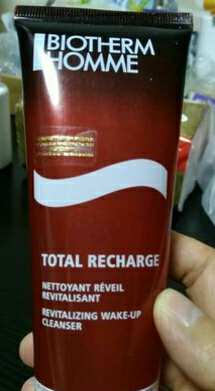 BIOTHERM
HOMME
TOTAL RECHARGE
NETTOYANT RÉVEIL
REVITALISANT
REVITALIZING WAKE-UP
CLEANSER